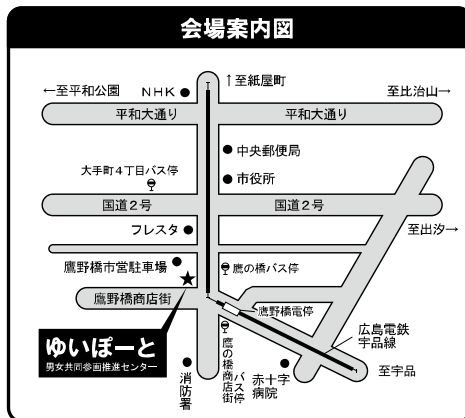 会場案内図
←至平和公園
NHK
↑至紙屋町
至比治山→
平和大通り
平和大通り
中央郵便局
大手町4丁目バス停
市役所
国道2号
国道2号
フレスタ
至出汐→
鷹野橋市営駐車場
鷹の橋バス停
鷹野橋商店街
鷹野橋電停
ゆいぽーと
男女共同参画推進センター
広島電鉄
宇品線
鷹の橋商店街
バス停
消防署
赤十字
病院
至宇品